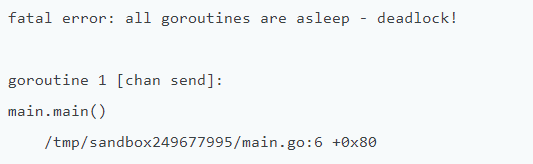 fatal error: all goroutines are asleep - deadlock!
goroutine 1 [chan send]:
main.main()
/tmp/sandbox249677995/main.go:6 +0x80